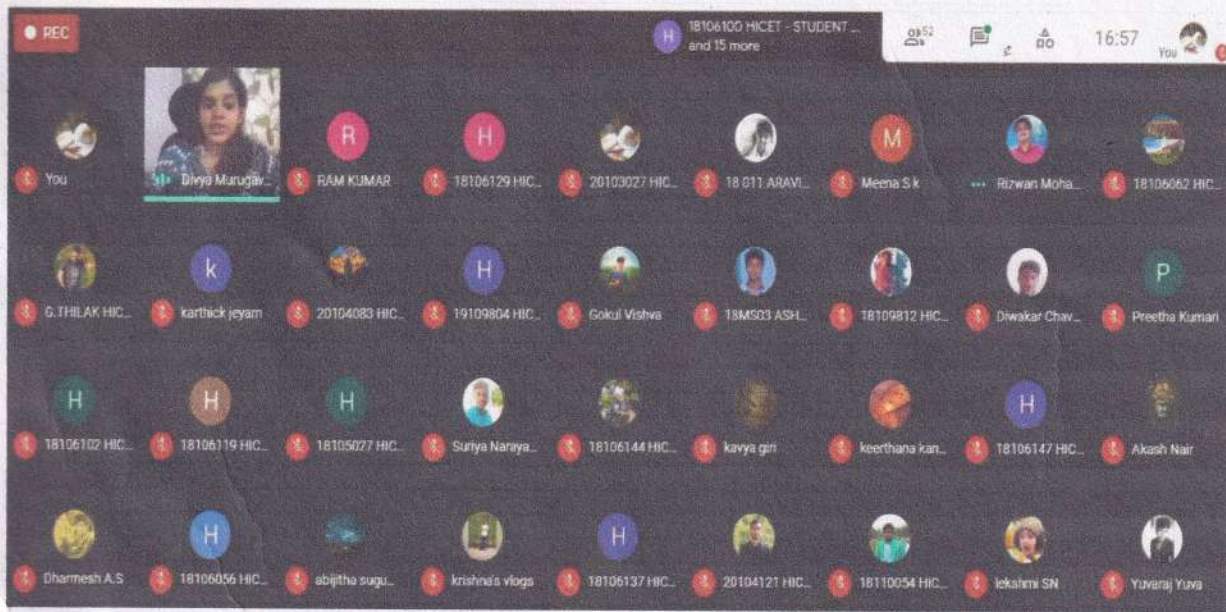 REC
H 18106100 HICET - STUDENT ...
and 15 more
52
16:57
You
You
Divya Murugav...
R
RAM KUMAR
H
18106129 HIC...
20103027 HIC...
18 011 ARAVI...
M
Meena S k
Rizwan Moha...
18106062 HIC...
G.THILAK HIC...
k
karthick jeyam
20104083 HIC...
H
19109804 HIC...
Gokul Vishva
18MS03 ASH...
18109812 HIC...
Diwakar Chav...
P
Preetha Kumari
H
18106102 HIC...
H
18106119 HIC...
H
18105027 HIC...
Suriya Naraya...
18106144 HIC...
kavya giri
keerthana kan...
H
18106147 HIC...
Akash Nair
Dharmesh A.S
H
18106056 HIC...
abijitha sugu...
krishna's vlogs
H
18106137 HIC...
20104121 HIC...
18110054 HIC...
lekshmi SN
Yuvaraj Yuva